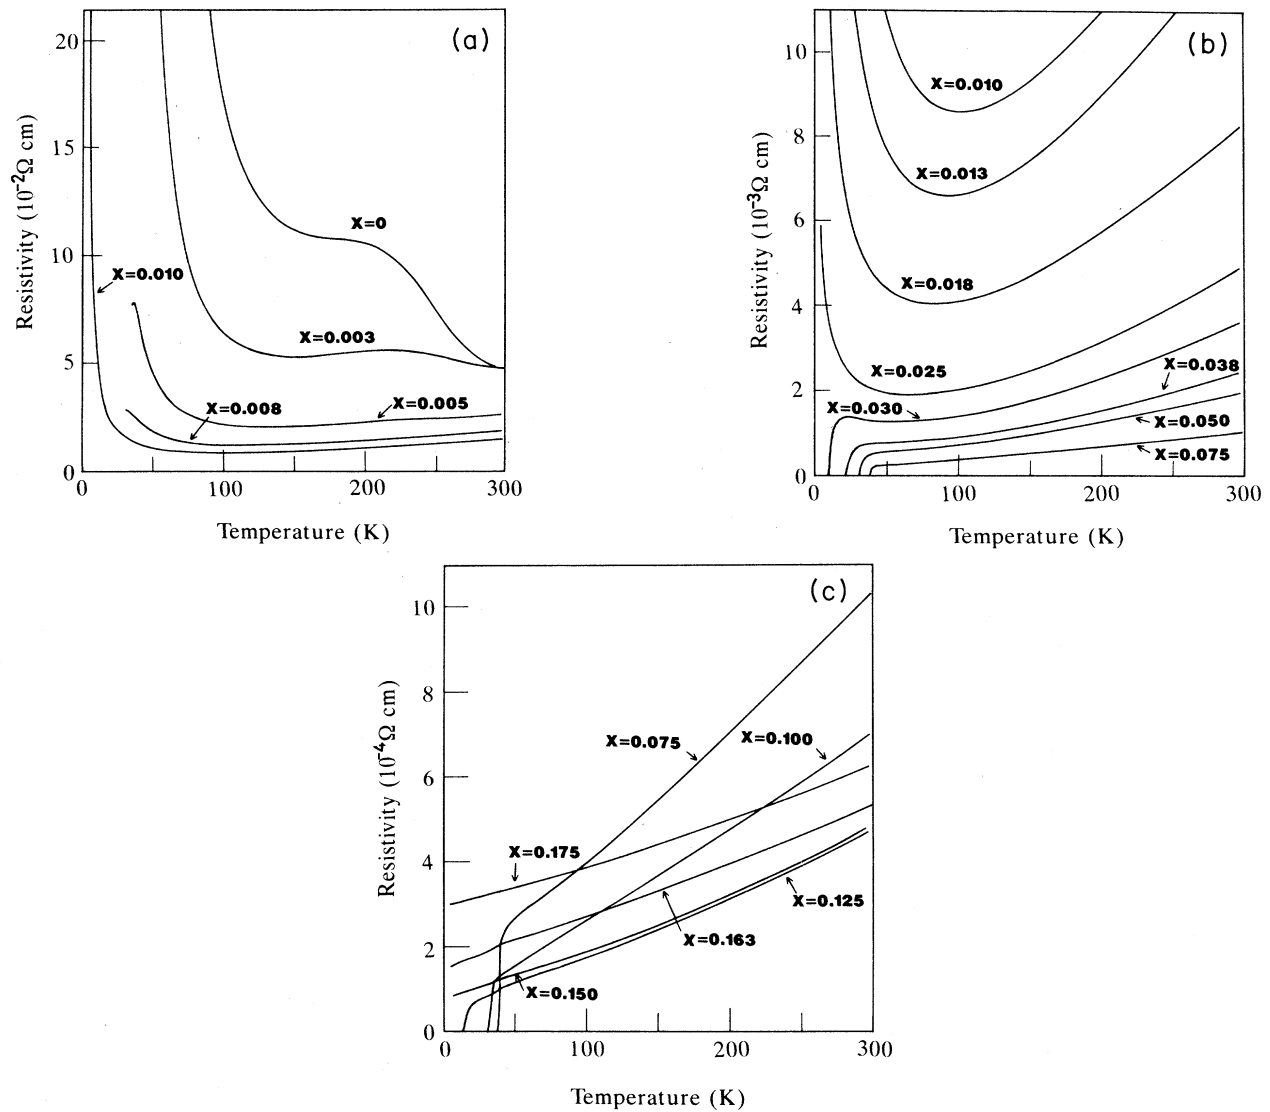 (a)
20
15
10
5
0
Resistivity (10⁻²Ω cm)
X=0
X=0.010
X=0.003
X=0.008
X=0.005
0 100 200 300
Temperature (K)
(b)
10
8
6
4
2
0
Resistivity (10⁻³Ω cm)
X=0.010
X=0.013
X=0.018
X=0.025
X=0.038
X=0.030
X=0.050
X=0.075
0 100 200 300
Temperature (K)
(c)
10
8
6
4
2
0
Resistivity (10⁻⁴Ω cm)
X=0.075
X=0.100
X=0.175
X=0.125
X=0.163
X=0.150
0 100 200 300
Temperature (K)